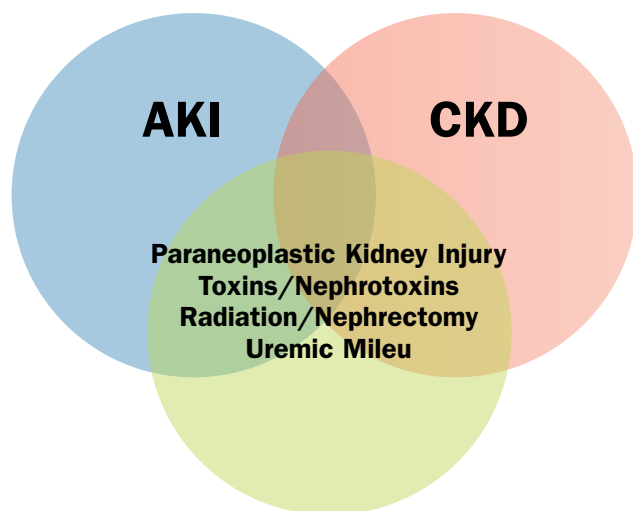 AKI CKD
Paraneoplastic Kidney Injury
Toxins/Nephrotoxins
Radiation/Nephrectomy
Uremic Mileu